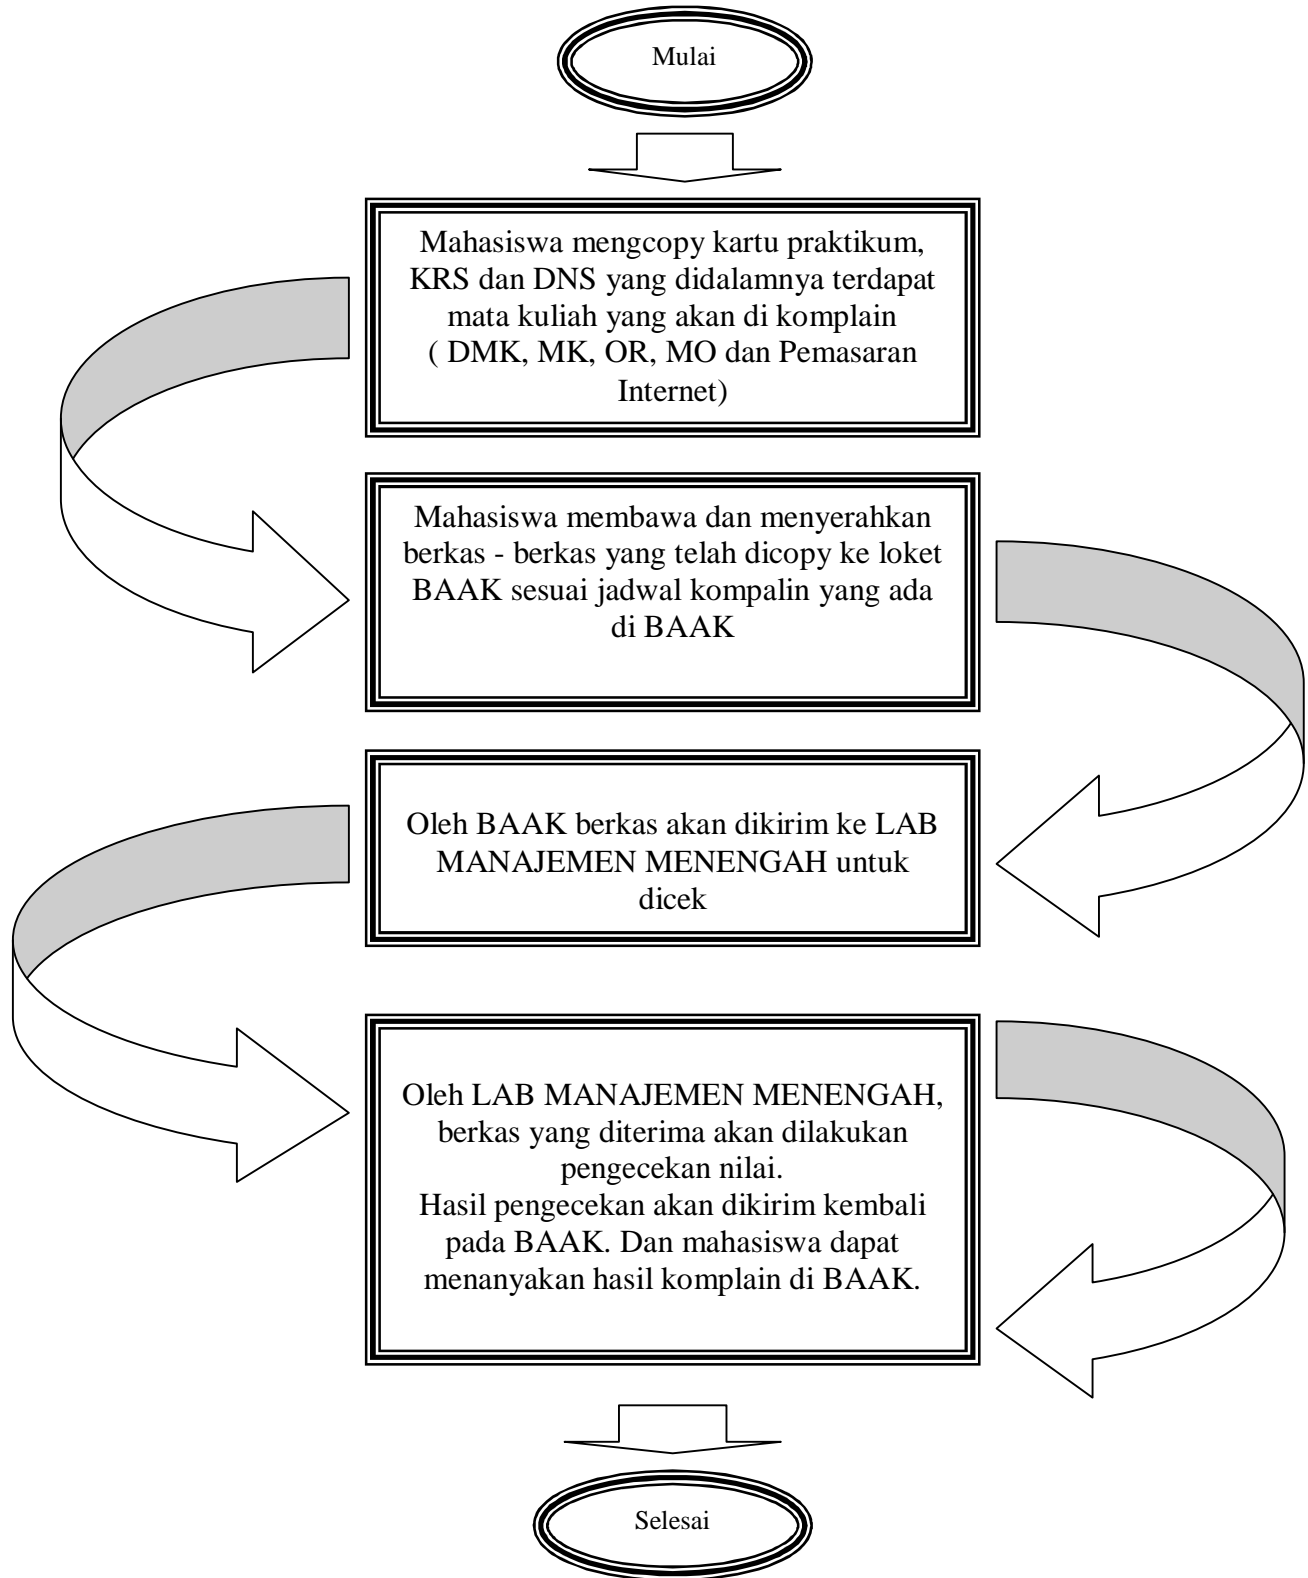 Mulai
Mahasiswa mengcopy kartu praktikum,
KRS dan DNS yang didalamnya terdapat
mata kuliah yang akan di komplain
( DMK, MK, OR, MO dan Pemasaran
Internet)
Mahasiswa membawa dan menyerahkan
berkas - berkas yang telah dicopy ke loket
BAAK sesuai jadwal kompalin yang ada
di BAAK
Oleh BAAK berkas akan dikirim ke LAB
MANAJEMEN MENENGAH untuk
dicek
Oleh LAB MANAJEMEN MENENGAH,
berkas yang diterima akan dilakukan
pengecekan nilai.
Hasil pengecekan akan dikirim kembali
pada BAAK. Dan mahasiswa dapat
menanyakan hasil komplain di BAAK.
Selesai